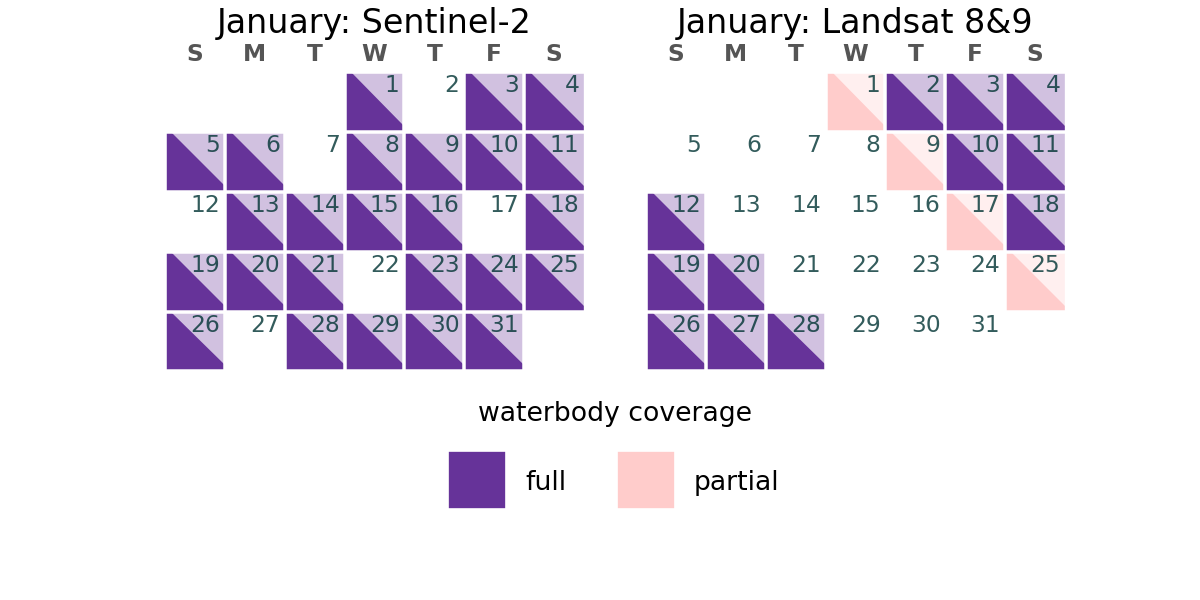 January: Sentinel-2
S M T W T F S
1 2 3 4
5 6 7 8 9 10 11
12 13 14 15 16 17 18
19 20 21 22 23 24 25
26 27 28 29 30 31
January: Landsat 8&9
S M T W T F S
1 2 3 4
5 6 7 8 9 10 11
12 13 14 15 16 17 18
19 20 21 22 23 24 25
26 27 28 29 30 31
waterbody coverage
full partial